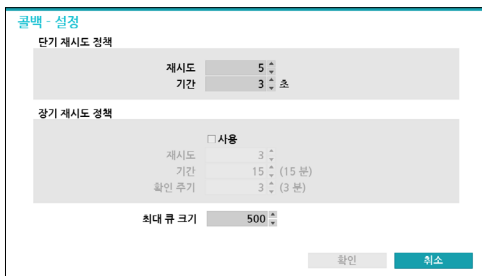 콜백 - 설정
단기 재시도 정책
재시도 5
기간 3 초
장기 재시도 정책
사용
재시도 3
기간 15 (15 분)
확인 주기 3 (3 분)
최대 큐 크기 500
확인 취소